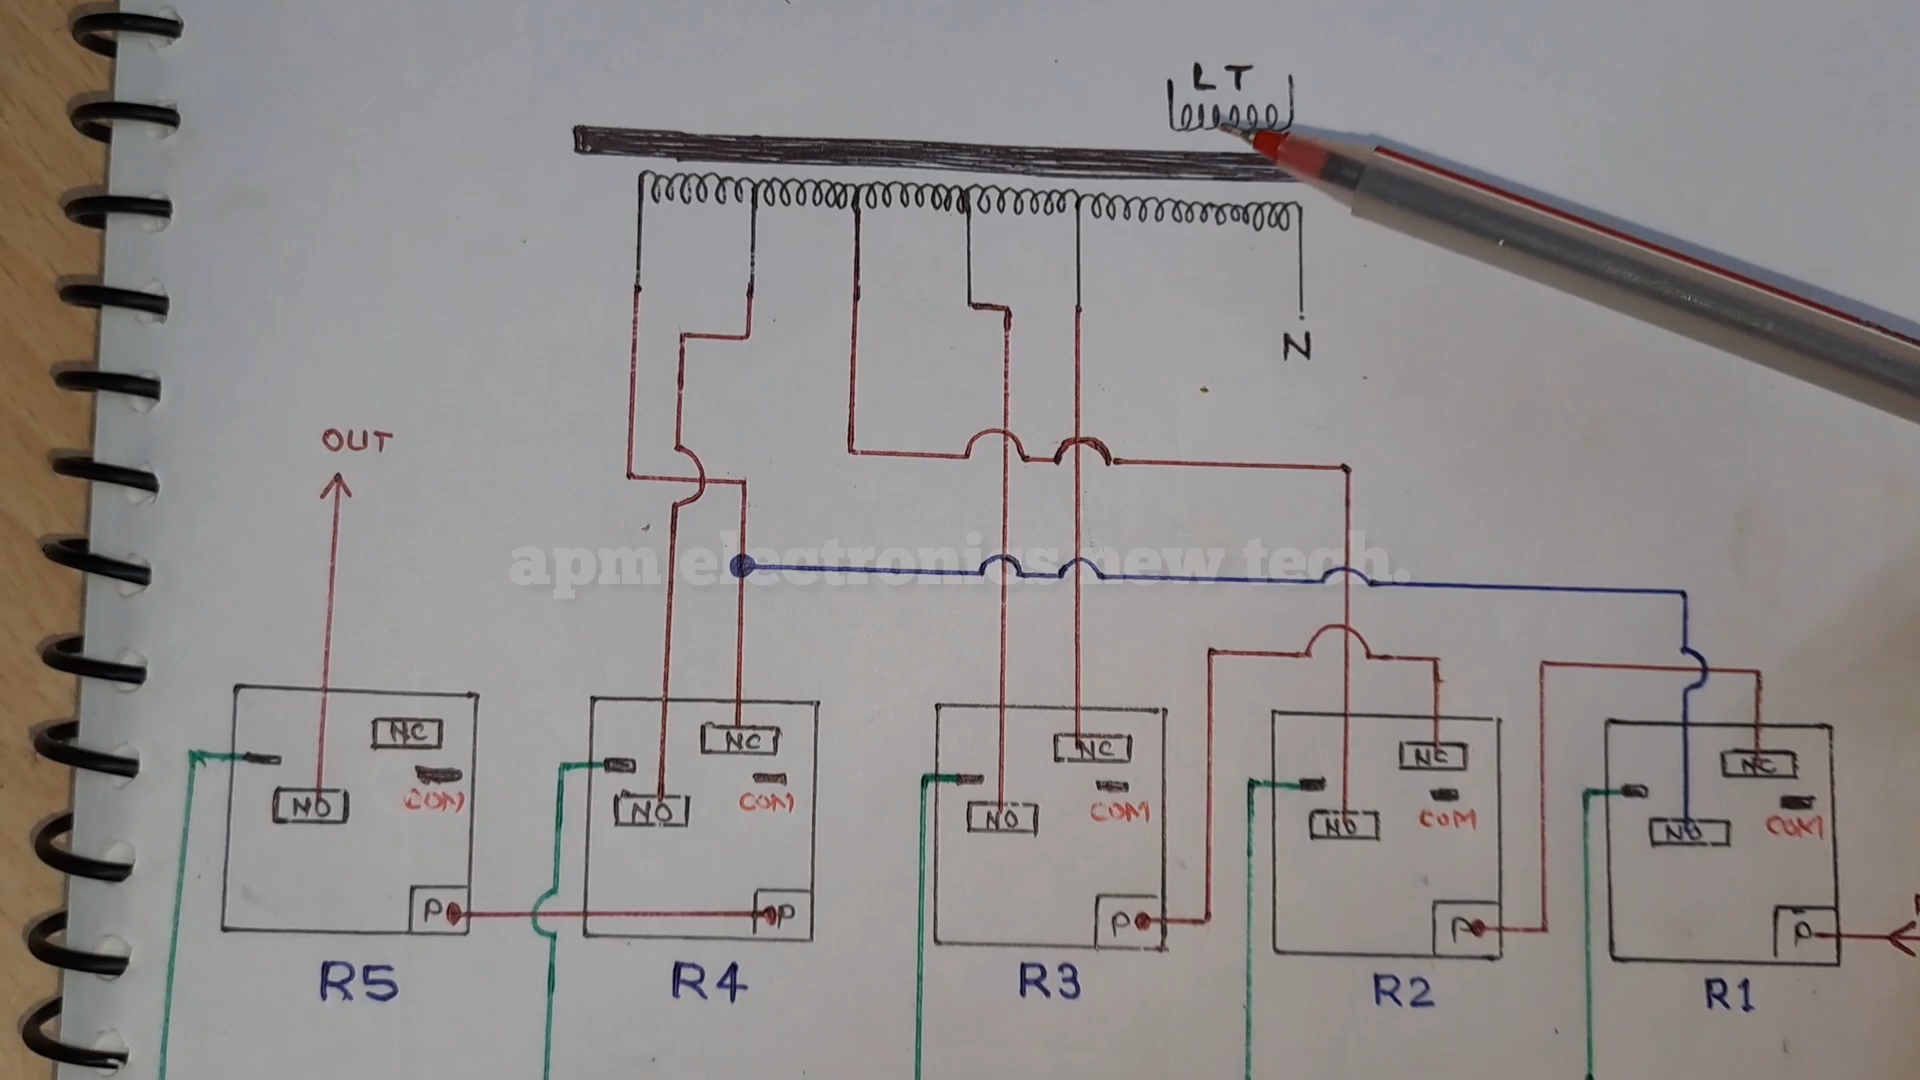 LT
N
OUT
apm electronics new tech.
NC
NC
NC
NC
NC
COM
COM
COM
COM
COM
NO
NO
NO
NO
NO
P
P
P
P
P
R5
R4
R3
R2
R1